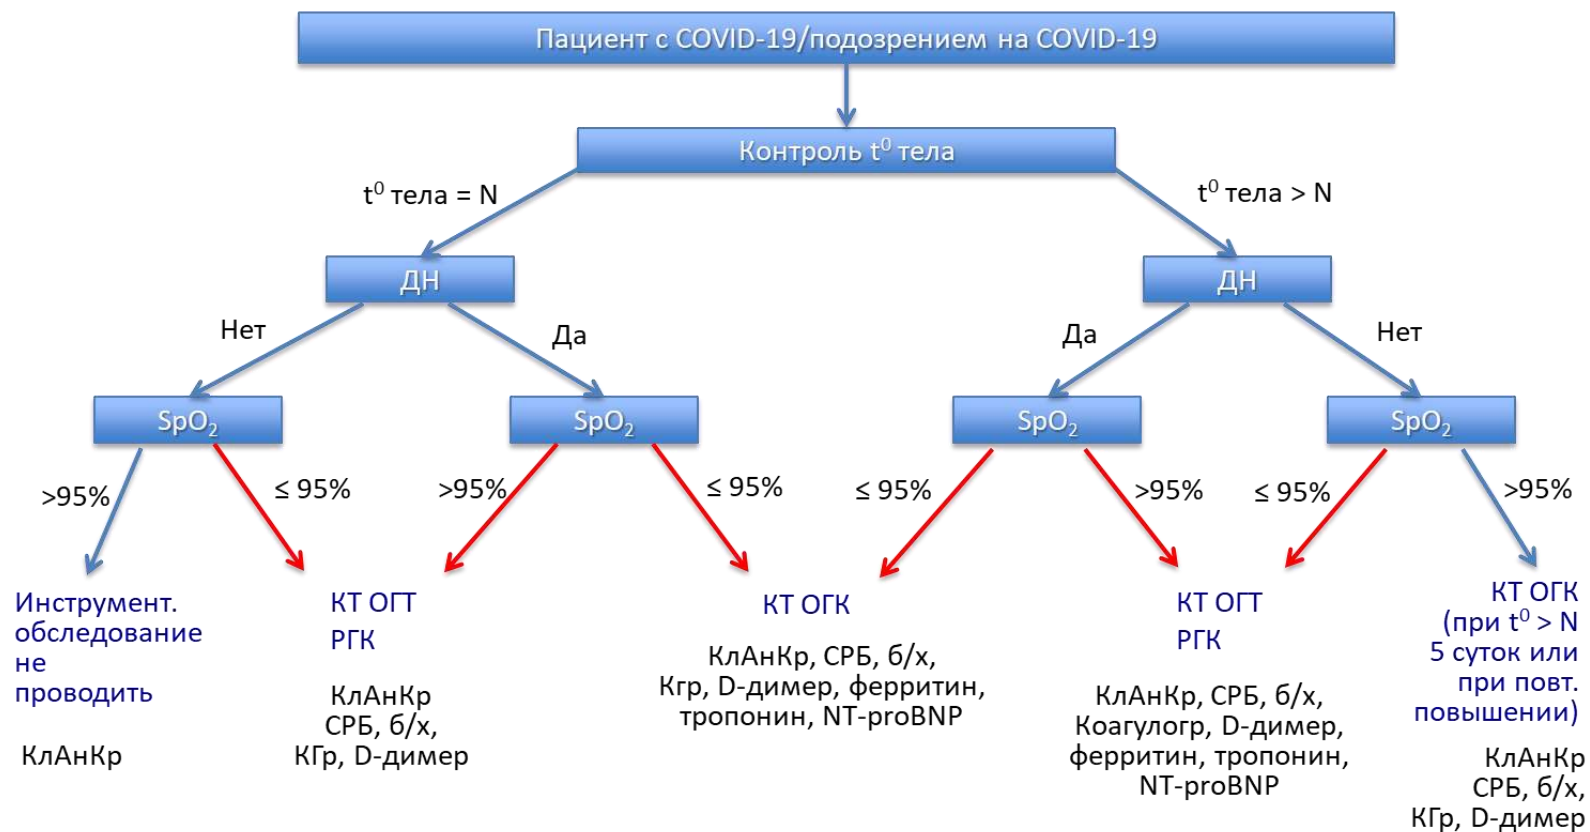 Пациент с COVID-19/подозрением на COVID-19
Контроль t⁰ тела
t⁰ тела = N
t⁰ тела > N
ДН
ДН
Нет
Да
Да
Нет
SpO₂
SpO₂
SpO₂
SpO₂
>95%
≤ 95%
>95%
≤ 95%
≤ 95%
>95%
≤ 95%
>95%
Инструмент.
обследование
не
проводить
КлАнКр
КТ ОГТ
РГК
КлАнКр
СРБ, б/х,
КГр, D-димер
КТ ОГК
КлАнКр, СРБ, б/х,
Кгр, D-димер, ферритин,
тропонин, NT-proBNP
КТ ОГТ
РГК
КлАнКр, СРБ, б/х,
Коагулогр, D-димер,
ферритин, тропонин,
NT-proBNP
КТ ОГК
(при t⁰ > N
5 суток или
при повт.
повышении)
КлАнКр
СРБ, б/х,
КГр, D-димер